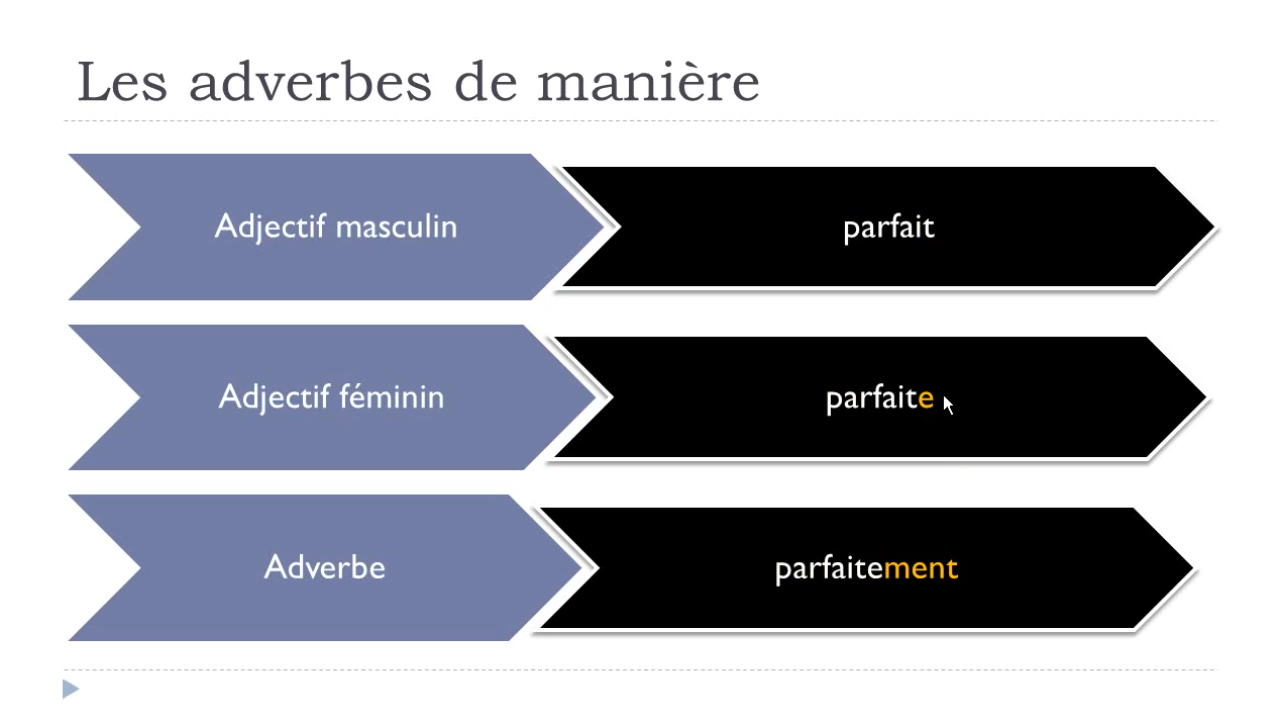 Les adverbes de manière
Adjectif masculin
parfait
Adjectif féminin
parfaite
Adverbe
parfaitement